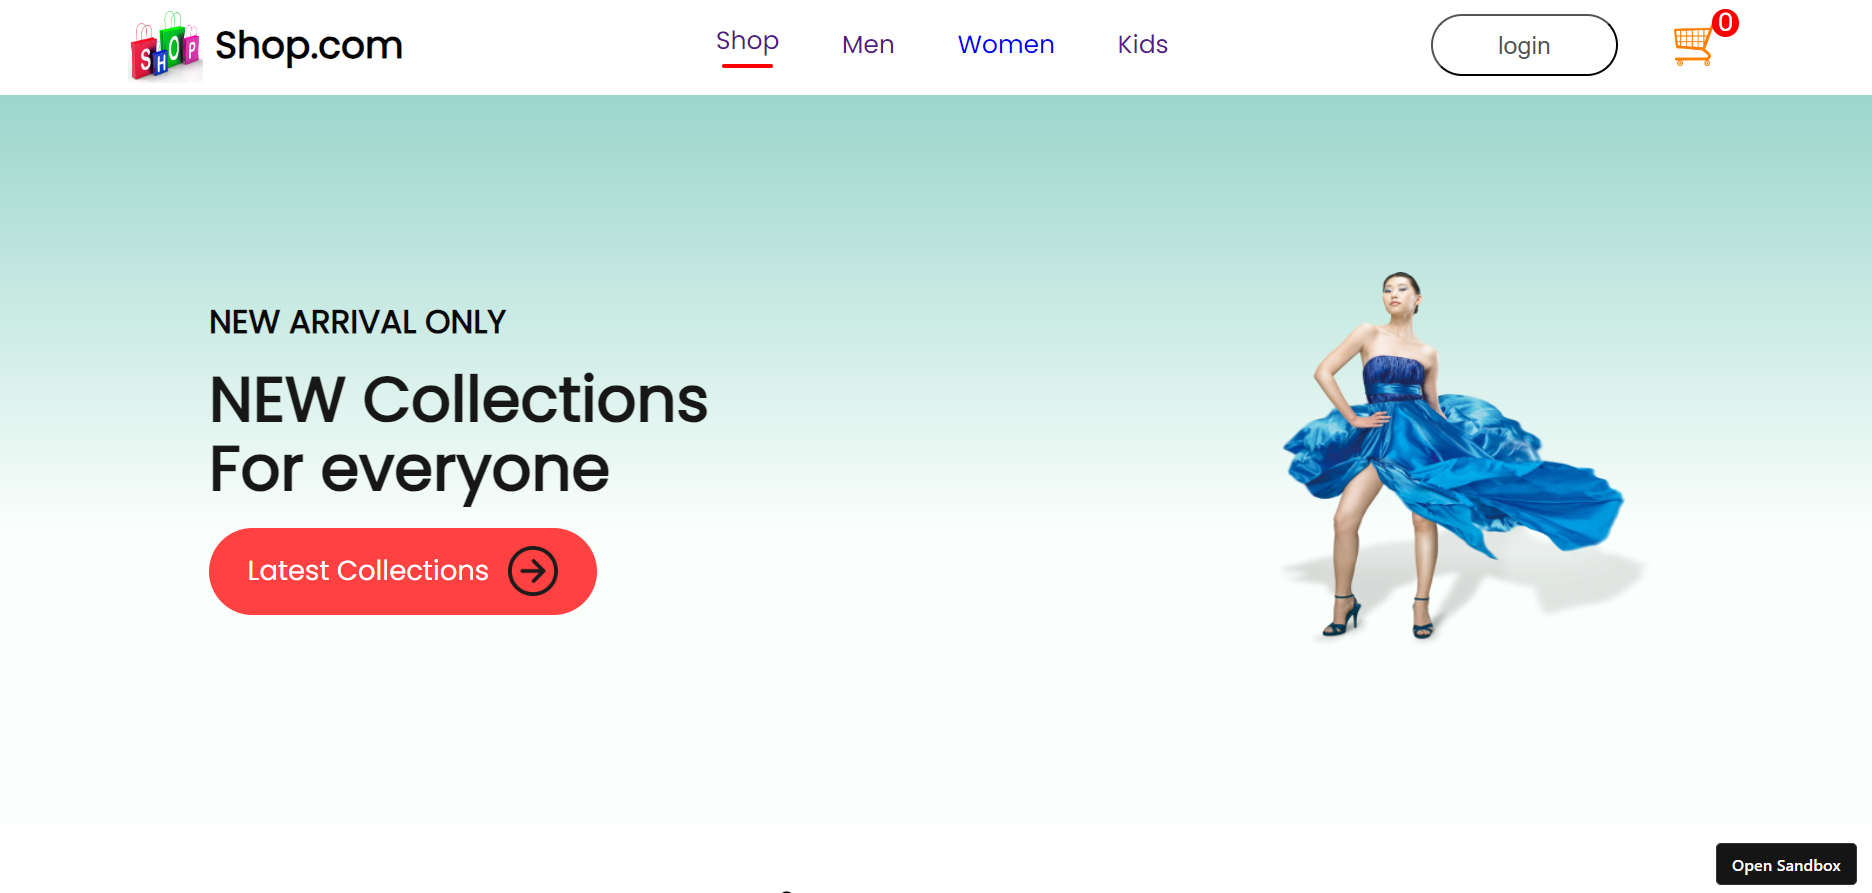 SHOP
Shop.com
Shop
Men
Women
Kids
login
0
NEW ARRIVAL ONLY
NEW Collections
For everyone
Latest Collections
Open Sandbox